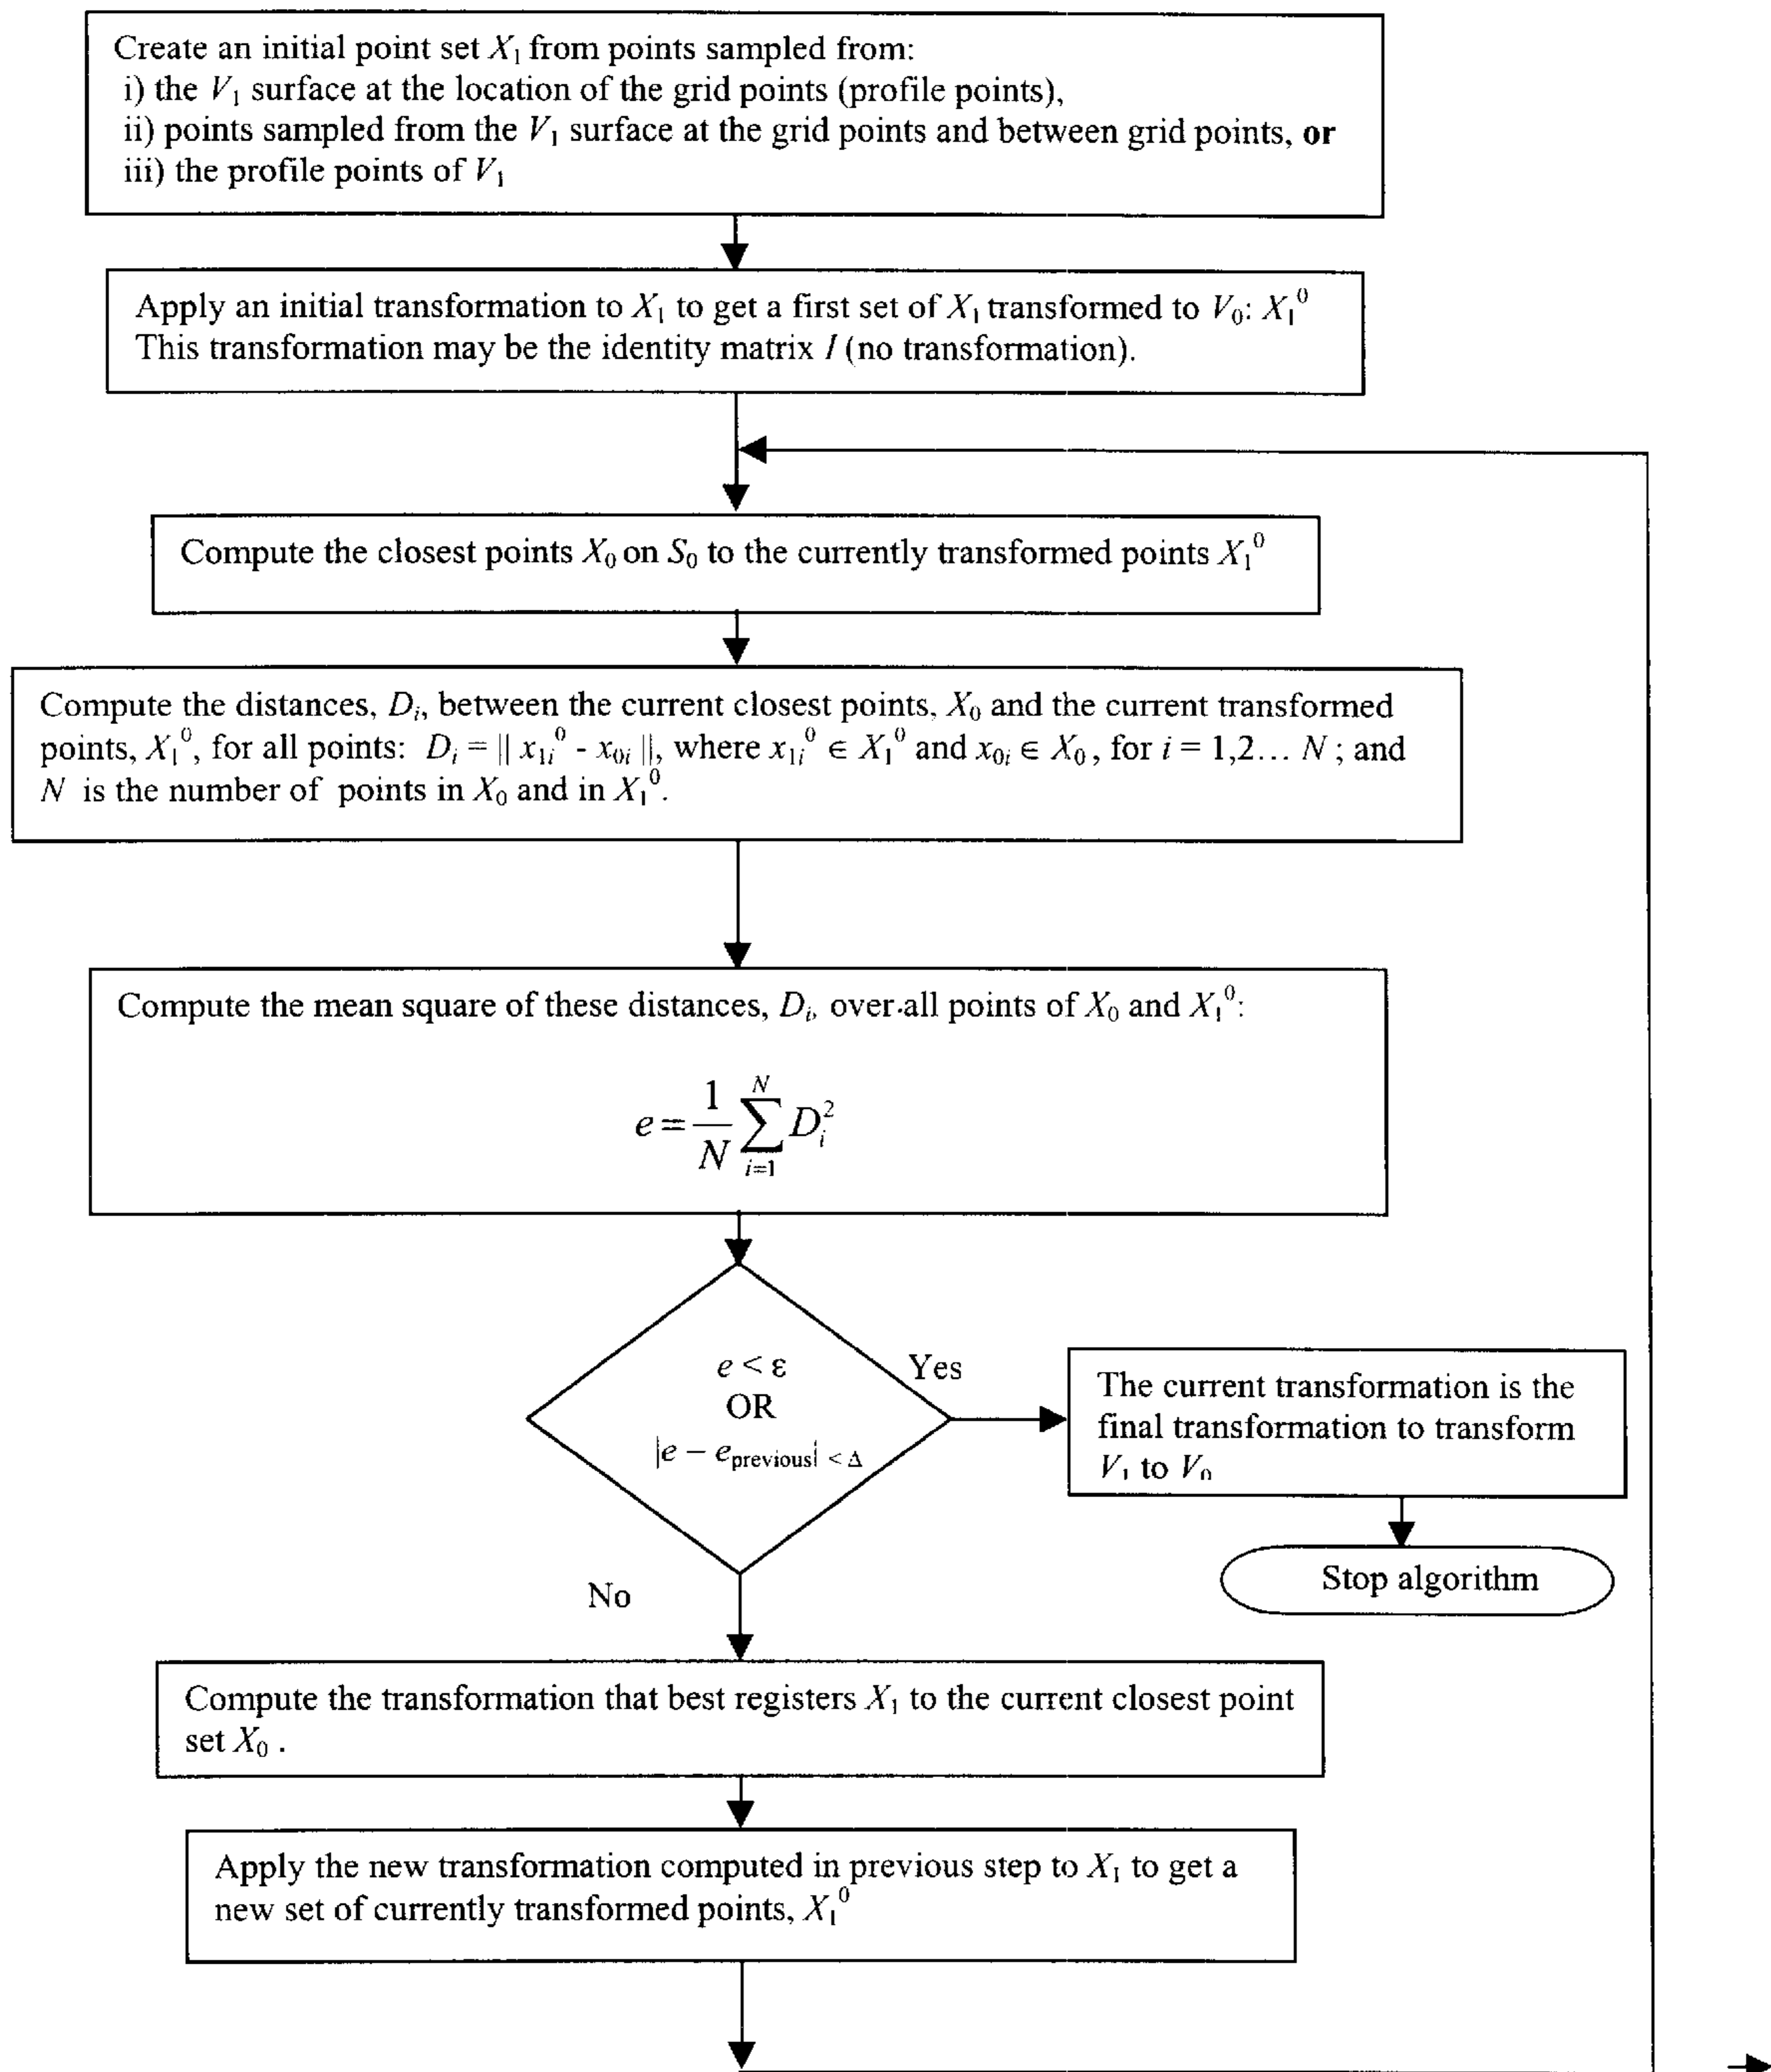 Create an initial point set X₁ from points sampled from:
i) the V₁ surface at the location of the grid points (profile points),
ii) points sampled from the V₁ surface at the grid points and between grid points, or
iii) the profile points of V₁
Apply an initial transformation to X₁ to get a first set of X₁ transformed to V₀: X₁⁰
This transformation may be the identity matrix I (no transformation).
Compute the closest points X₀ on S₀ to the currently transformed points X₁⁰
Compute the distances, Dᵢ, between the current closest points, X₀ and the current transformed
points, X₁⁰, for all points: Dᵢ = || x₁ᵢ⁰ - x₀ᵢ ||, where x₁ᵢ⁰ ∈ X₁⁰ and x₀ᵢ ∈ X₀, for i = 1,2… N ; and
N is the number of points in X₀ and in X₁⁰.
Compute the mean square of these distances, Dᵢ, over all points of X₀ and X₁⁰:
e = 1/N ∑_{i=1}^{N} Dᵢ²
e < ε
OR
|e − e_previous| < Δ
Yes
The current transformation is the
final transformation to transform
V₁ to V₀
Stop algorithm
No
Compute the transformation that best registers X₁ to the current closest point
set X₀ .
Apply the new transformation computed in previous step to X₁ to get a
new set of currently transformed points, X₁⁰